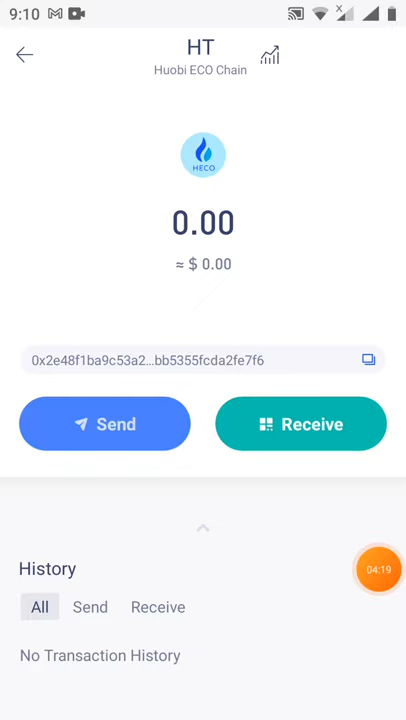 9:10
HT
Huobi ECO Chain
HECO
0.00
≈ $ 0.00
0x2e48f1ba9c53a2...bb5355fcda2fe7f6
Send
Receive
History
04:19
All Send Receive
No Transaction History